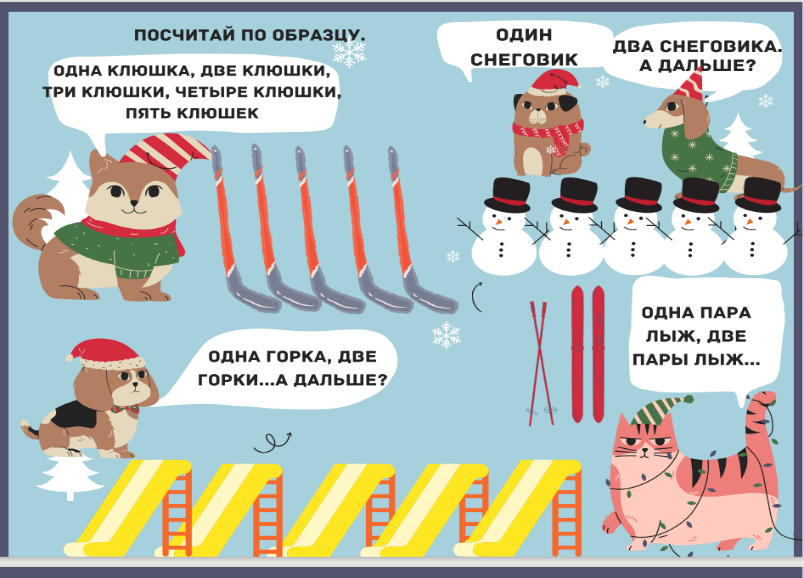 ПОСЧИТАЙ ПО ОБРАЗЦУ.
ОДНА КЛЮШКА, ДВЕ КЛЮШКИ,
ТРИ КЛЮШКИ, ЧЕТЫРЕ КЛЮШКИ,
ПЯТЬ КЛЮШЕК
ОДИН
СНЕГОВИК
ДВА СНЕГОВИКА.
А ДАЛЬШЕ?
ОДНА ПАРА
ЛЫЖ, ДВЕ
ПАРЫ ЛЫЖ...
ОДНА ГОРКА, ДВЕ
ГОРКИ...А ДАЛЬШЕ?